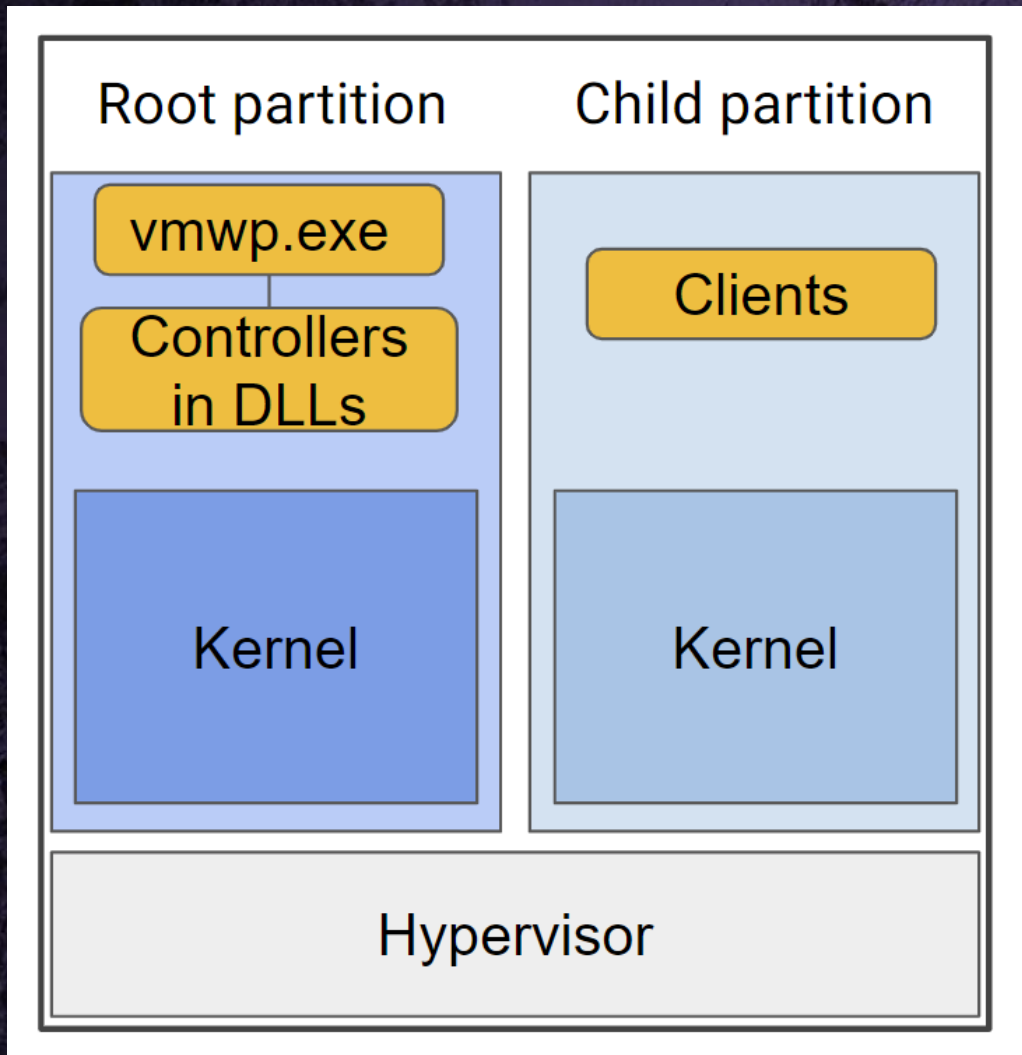 Root partition
Child partition
vmwp.exe
Controllers
in DLLs
Kernel
Clients
Kernel
Hypervisor